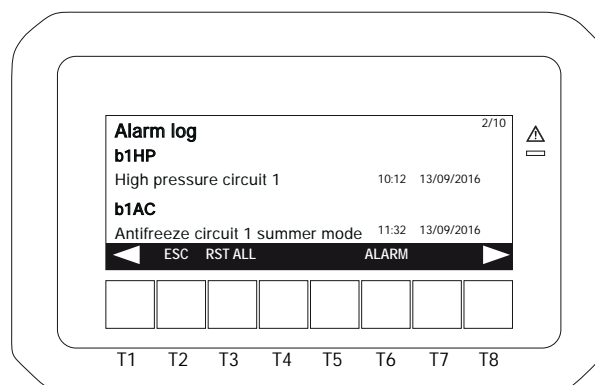 Alarm log 2/10
b1HP
High pressure circuit 1 10:12 13/09/2016
b1AC
Antifreeze circuit 1 summer mode 11:32 13/09/2016
ESC RST ALL ALARM
T1 T2 T3 T4 T5 T6 T7 T8